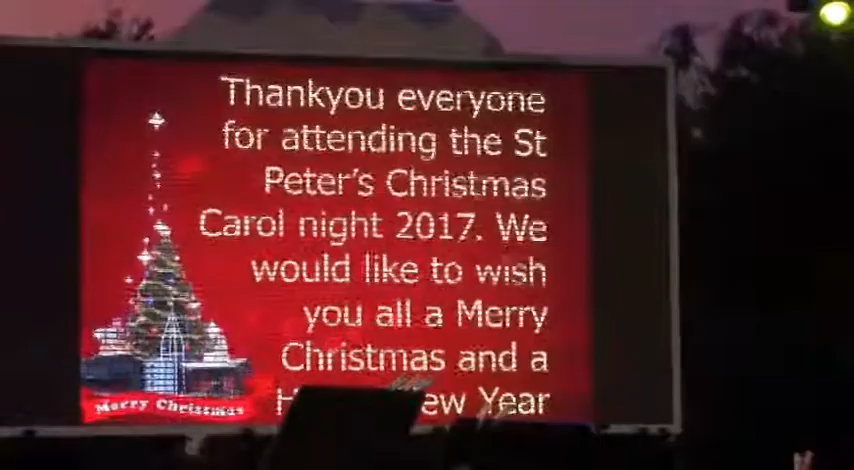 Thankyou everyone
for attending the St
Peter's Christmas
Carol night 2017. We
would like to wish
you all a Merry
Christmas and a
Year
Merry Christmas